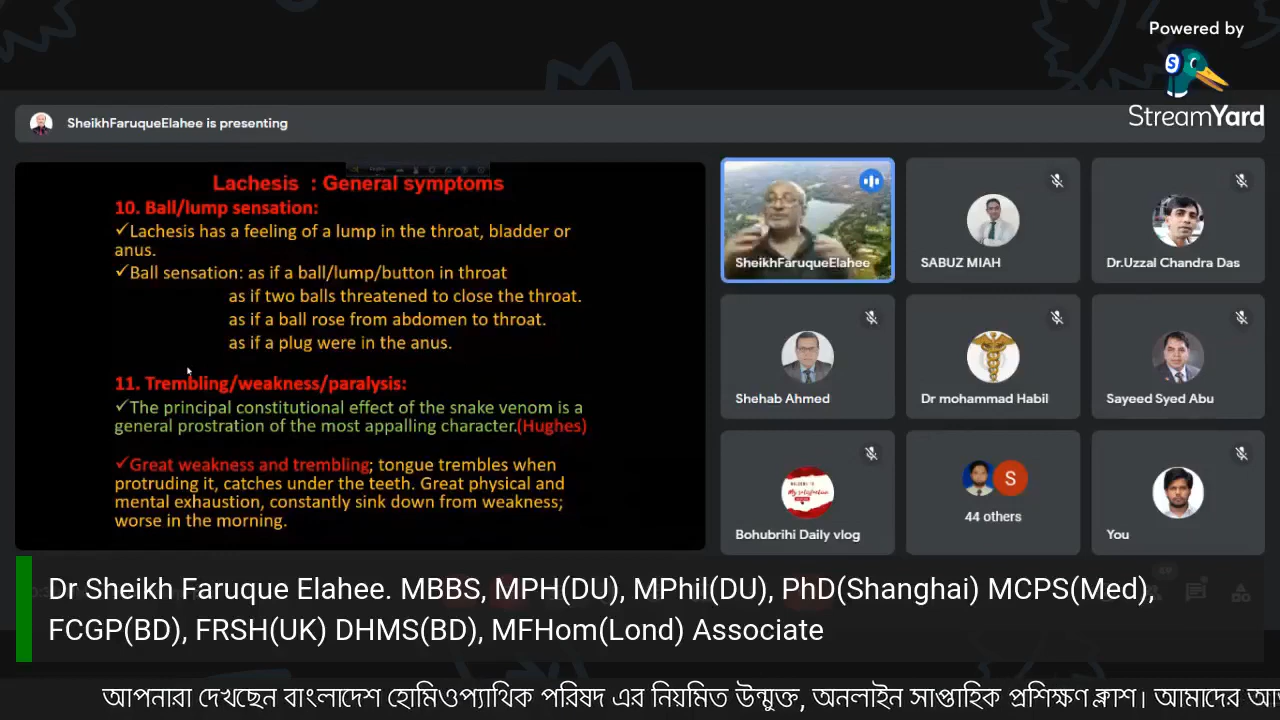 Powered by
StreamYard
SheikhFaruqueElahee is presenting
Lachesis : General symptoms
10. Ball/lump sensation:
✓Lachesis has a feeling of a lump in the throat, bladder or
anus.
✓Ball sensation: as if a ball/lump/button in throat
as if two balls threatened to close the throat.
as if a ball rose from abdomen to throat.
as if a plug were in the anus.
11. Trembling/weakness/paralysis:
✓The principal constitutional effect of the snake venom is a
general prostration of the most appalling character.(Hughes)
✓Great weakness and trembling; tongue trembles when
protruding it, catches under the teeth. Great physical and
mental exhaustion, constantly sink down from weakness;
worse in the morning.
SheikhFaruqueElahee
SABUZ MIAH
Dr.Uzzal Chandra Das
Shehab Ahmed
Dr mohammad Habil
Sayeed Syed Abu
Bohubrihi Daily vlog
S
44 others
You
Dr Sheikh Faruque Elahee. MBBS, MPH(DU), MPhil(DU), PhD(Shanghai) MCPS(Med),
FCGP(BD), FRSH(UK) DHMS(BD), MFHom(Lond) Associate
আপনারা দেখছেন বাংলাদেশ হোমিওপ্যাথিক পরিষদ এর নিয়মিত উন্মুক্ত, অনলাইন সাপ্তাহিক প্রশিক্ষণ ক্লাশ। আমাদের